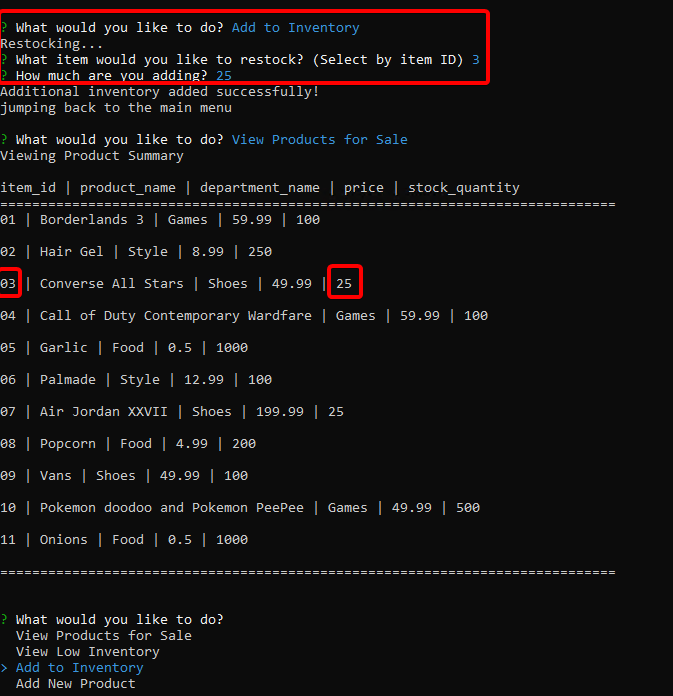 ? What would you like to do? Add to Inventory
Restocking...
? What item would you like to restock? (Select by item ID) 3
? How much are you adding? 25
Additional inventory added successfully!
jumping back to the main menu
? What would you like to do? View Products for Sale
Viewing Product Summary
item_id | product_name | department_name | price | stock_quantity
=============================================================================
01 | Borderlands 3 | Games | 59.99 | 100
02 | Hair Gel | Style | 8.99 | 250
03 | Converse All Stars | Shoes | 49.99 | 25
04 | Call of Duty Contemporary Wardfare | Games | 59.99 | 100
05 | Garlic | Food | 0.5 | 1000
06 | Palmade | Style | 12.99 | 100
07 | Air Jordan XXVII | Shoes | 199.99 | 25
08 | Popcorn | Food | 4.99 | 200
09 | Vans | Shoes | 49.99 | 100
10 | Pokemon doodoo and Pokemon PeePee | Games | 49.99 | 500
11 | Onions | Food | 0.5 | 1000
=============================================================================
? What would you like to do?
View Products for Sale
View Low Inventory
> Add to Inventory
Add New Product